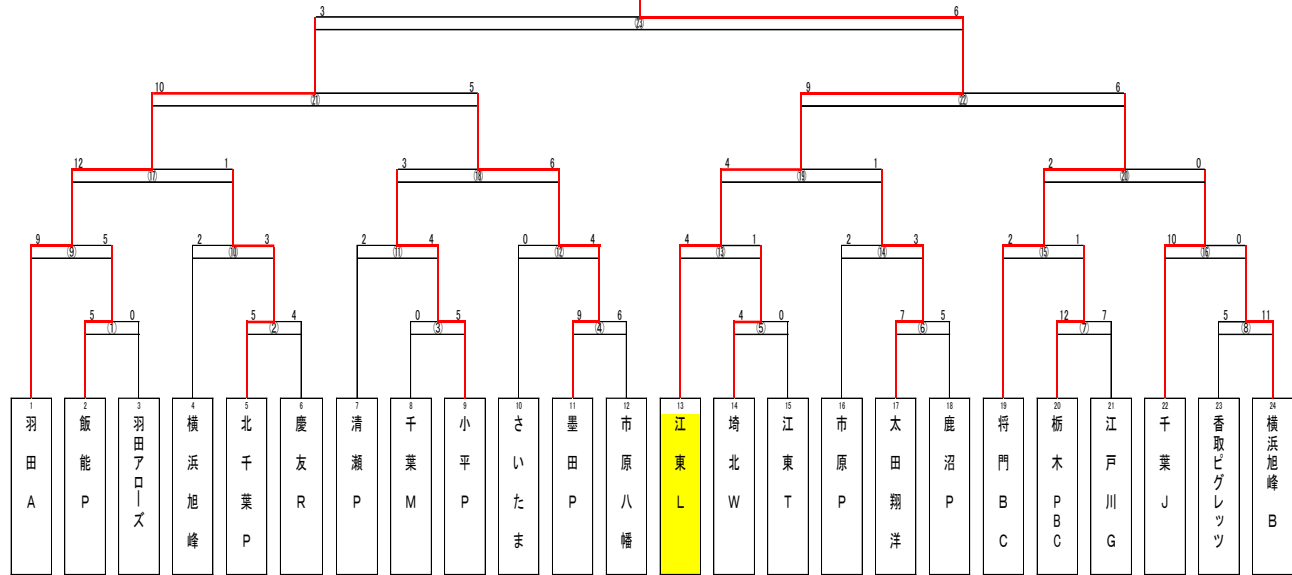 3 6
㉓
10 5 9 6
㉑ ㉒
12 1 3 6 4 1 2 0
⑰ ⑱ ⑲ ⑳
9 5 2 3 2 4 0 4 4 1 2 3 2 1 10 0
⑨ ⑩ ⑪ ⑫ ⑬ ⑭ ⑮ ⑯
5 0 5 4 0 5 9 6 4 0 7 5 12 7 5 11
① ② ③ ④ ⑤ ⑥ ⑦ ⑧
1 2 3 4 5 6 7 8 9 10 11 12 13 14 15 16 17 18 19 20 21 22 23 24
羽田A
飯能P
羽田アローズ
横浜旭峰
北千葉P
慶友R
清瀬P
千葉M
小平P
さいたま
墨田P
市原八幡
江東L
埼北W
江東T
市原P
太田翔洋
鹿沼P
将門BC
栃木PBC
江戸川G
千葉J
香取ピグレッツ
横浜旭峰B